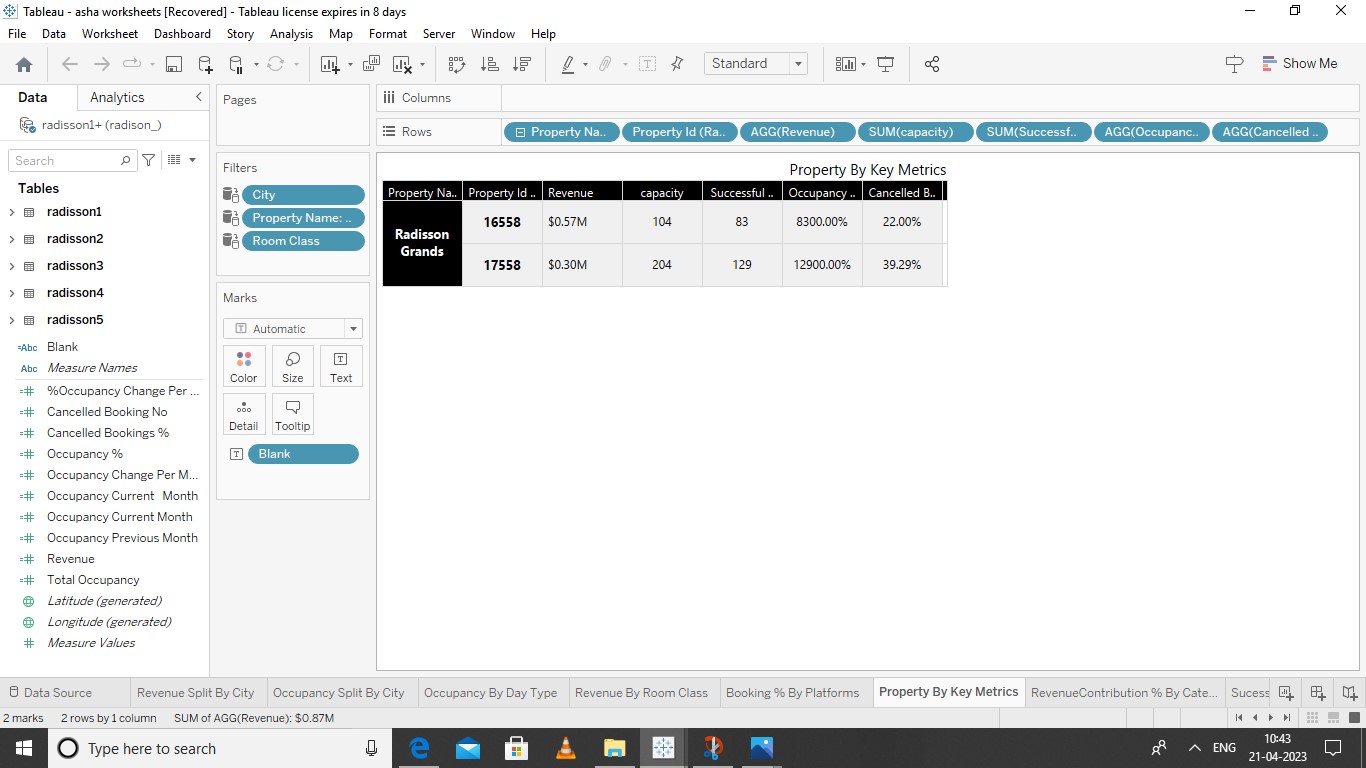 Tableau - asha worksheets [Recovered] - Tableau license expires in 8 days
File Data Worksheet Dashboard Story Analysis Map Format Server Window Help
Standard
Show Me
Data Analytics
radisson1+ (radison_)
Search
Tables
radisson1
radisson2
radisson3
radisson4
radisson5
Abc Blank
Abc Measure Names
%Occupancy Change Per ...
Cancelled Booking No
Cancelled Bookings %
Occupancy %
Occupancy Change Per M...
Occupancy Current Month
Occupancy Current Month
Occupancy Previous Month
Revenue
Total Occupancy
Latitude (generated)
Longitude (generated)
Measure Values
Pages
Filters
City
Property Name: ..
Room Class
Marks
T Automatic
Color Size T Text
Detail Tooltip
T Blank
Columns
Rows Property Na.. Property Id (Ra.. AGG(Revenue) SUM(capacity) SUM(Successf.. AGG(Occupanc.. AGG(Cancelled ..
Property By Key Metrics
Property Na.. Property Id .. Revenue capacity Successful .. Occupancy .. Cancelled B..
Radisson Grands
16558 $0.57M 104 83 8300.00% 22.00%
17558 $0.30M 204 129 12900.00% 39.29%
Data Source Revenue Split By City Occupancy Split By City Occupancy By Day Type Revenue By Room Class Booking % By Platforms Property By Key Metrics RevenueContribution % By Cate... Sucess
2 marks 2 rows by 1 column SUM of AGG(Revenue): $0.87M
Type here to search
ENG
10:43
21-04-2023